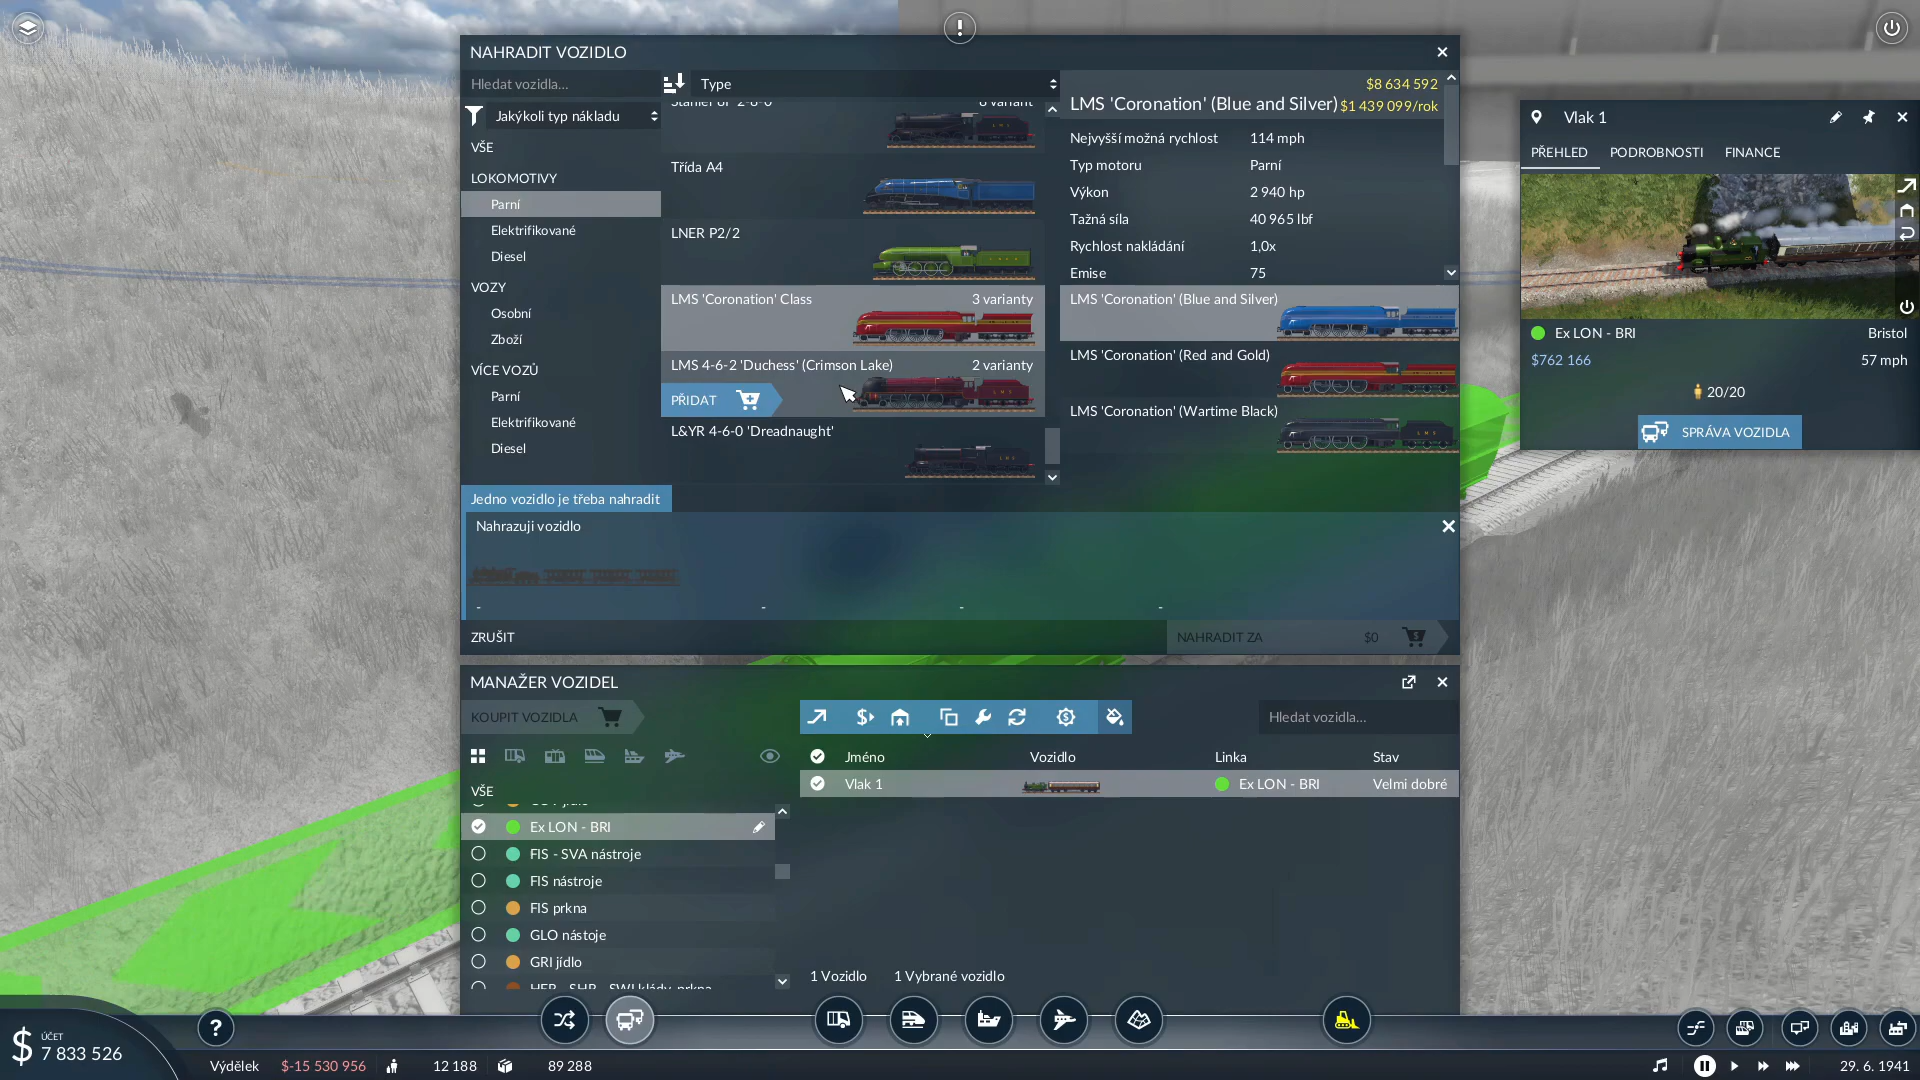 NAHRADIT VOZIDLO
Hledat vozidla...
Type
Jakýkoli typ nákladu
VŠE
LOKOMOTIVY
Parní
Elektrifikované
Diesel
VOZY
Osobní
Zboží
VÍCE VOZŮ
Parní
Elektrifikované
Diesel
Stanier 8F 2-8-0
8 variant
Třída A4
LNER P2/2
LMS 'Coronation' Class
3 varianty
LMS 4-6-2 'Duchess' (Crimson Lake)
2 varianty
PŘIDAT
L&YR 4-6-0 'Dreadnaught'
$8 634 592
LMS 'Coronation' (Blue and Silver)
$1 439 099/rok
Nejvyšší možná rychlost 114 mph
Typ motoru Parní
Výkon 2 940 hp
Tažná síla 40 965 lbf
Rychlost nakládání 1,0x
Emise 75
LMS 'Coronation' (Blue and Silver)
LMS 'Coronation' (Red and Gold)
LMS 'Coronation' (Wartime Black)
Jedno vozidlo je třeba nahradit
Nahrazuji vozidlo
- - - -
ZRUŠIT
NAHRADIT ZA $0
Vlak 1
PŘEHLED PODROBNOSTI FINANCE
Ex LON - BRI Bristol
$762 166 57 mph
20/20
SPRÁVA VOZIDLA
MANAŽER VOZIDEL
KOUPIT VOZIDLA
Hledat vozidla...
VŠE
Ex LON - BRI
FIS - SVA nástroje
FIS nástroje
FIS prkna
GLO nástoje
GRI jídlo
Jméno Vozidlo Linka Stav
Vlak 1 Ex LON - BRI Velmi dobré
1 Vozidlo 1 Vybrané vozidlo
ÚČET
$ 7 833 526
?
Výdělek $-15 530 956 12 188 89 288
29. 6. 1941